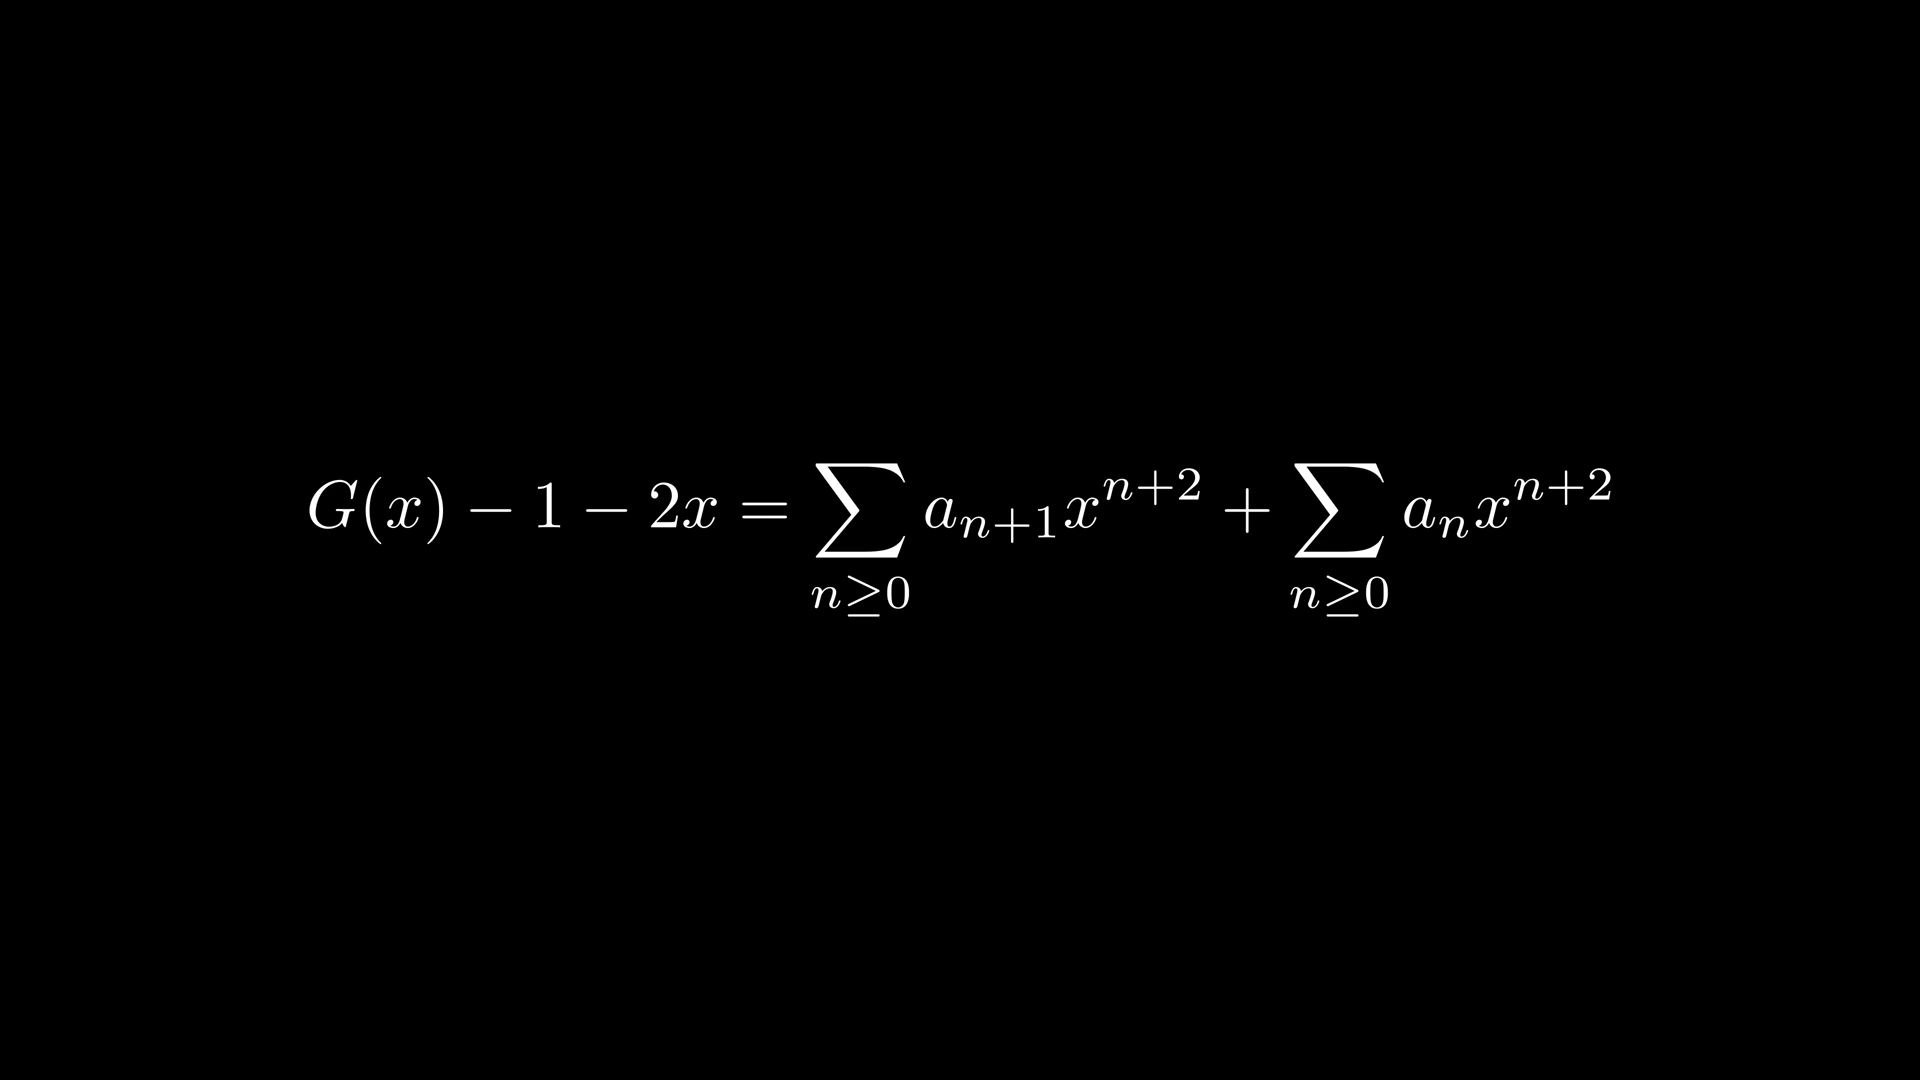 G(x) − 1 − 2x = ∑_{n≥0} a_{n+1}x^{n+2} + ∑_{n≥0} a_n x^{n+2}